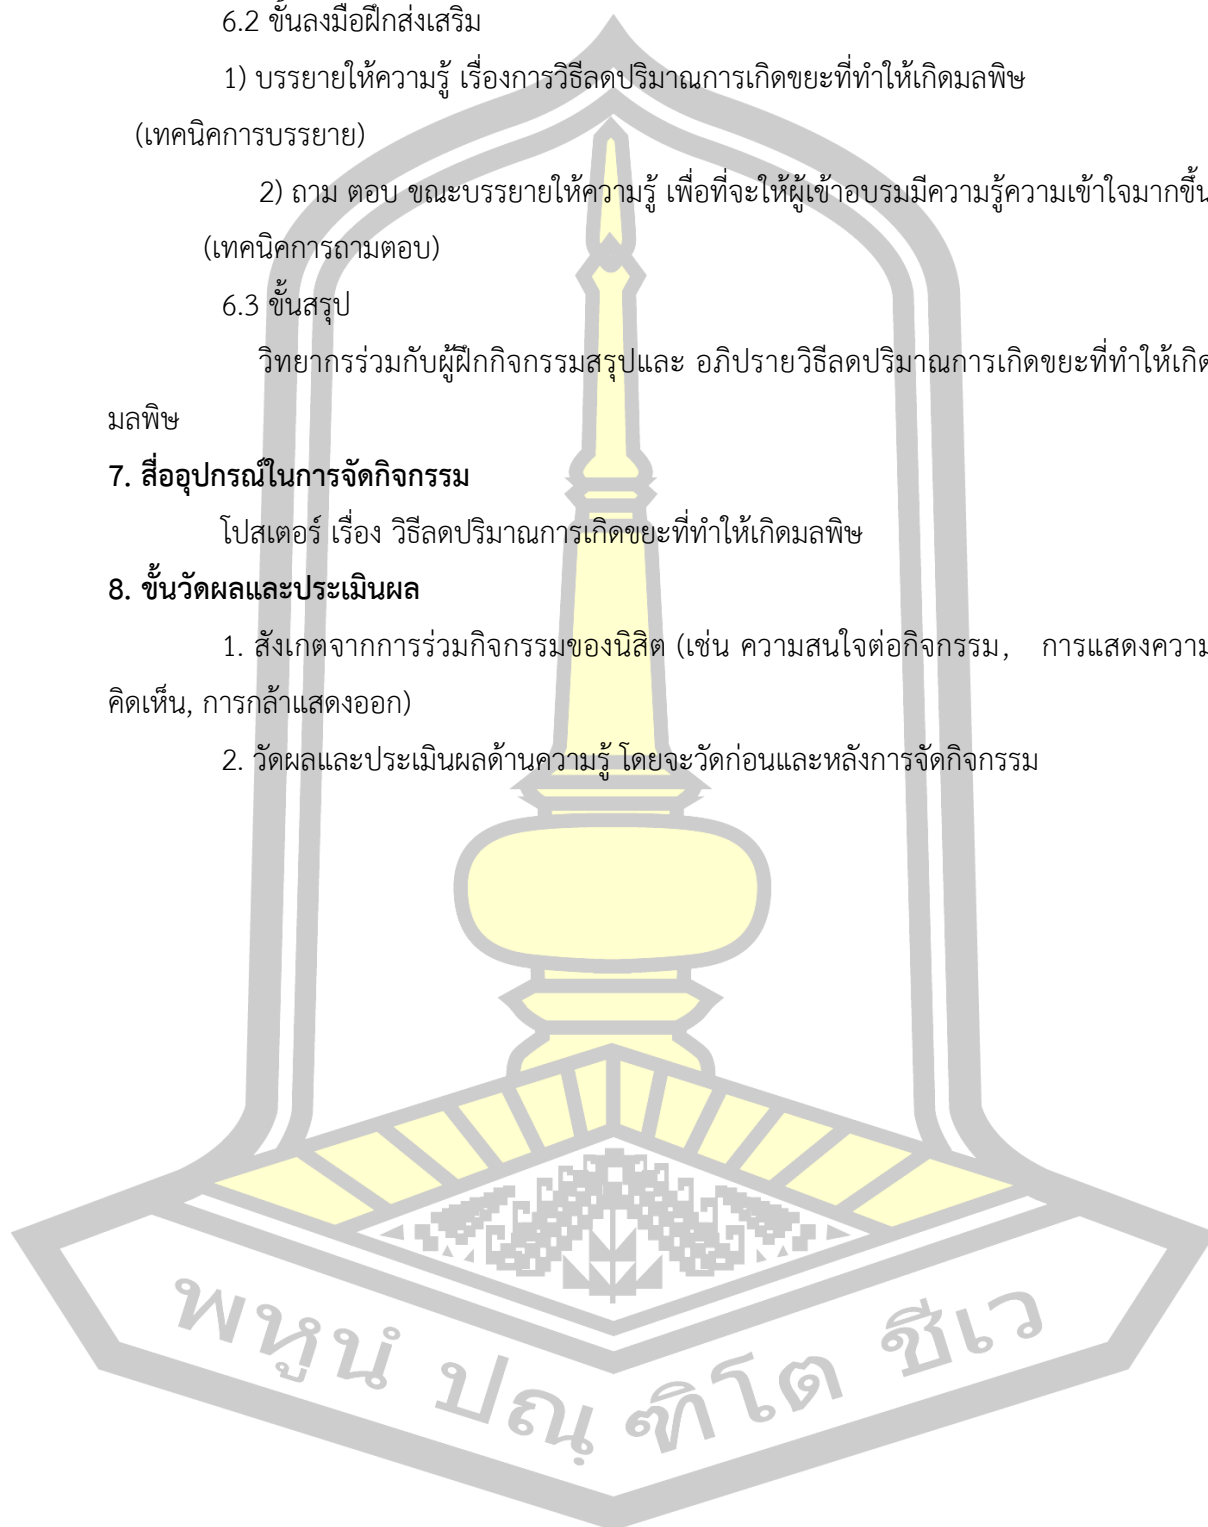 6.2 ขั้นลงมือฝึกส่งเสริม
1) บรรยายให้ความรู้ เรื่องการวิธีลดปริมาณการเกิดขยะที่ทำให้เกิดมลพิษ
(เทคนิคการบรรยาย)
2) ถาม ตอบ ขณะบรรยายให้ความรู้ เพื่อที่จะให้ผู้เข้าอบรมมีความรู้ความเข้าใจมากขึ้น
(เทคนิคการถามตอบ)
6.3 ขั้นสรุป
วิทยากรร่วมกับผู้ฝึกกิจกรรมสรุปและ อภิปรายวิธีลดปริมาณการเกิดขยะที่ทำให้เกิด
มลพิษ
7. สื่ออุปกรณ์ในการจัดกิจกรรม
โปสเตอร์ เรื่อง วิธีลดปริมาณการเกิดขยะที่ทำให้เกิดมลพิษ
8. ขั้นวัดผลและประเมินผล
1. สังเกตจากการร่วมกิจกรรมของนิสิต (เช่น ความสนใจต่อกิจกรรม, การแสดงความ
คิดเห็น, การกล้าแสดงออก)
2. วัดผลและประเมินผลด้านความรู้ โดยจะวัดก่อนและหลังการจัดกิจกรรม
พหูนํ ปณฺฑิโต ชีเว